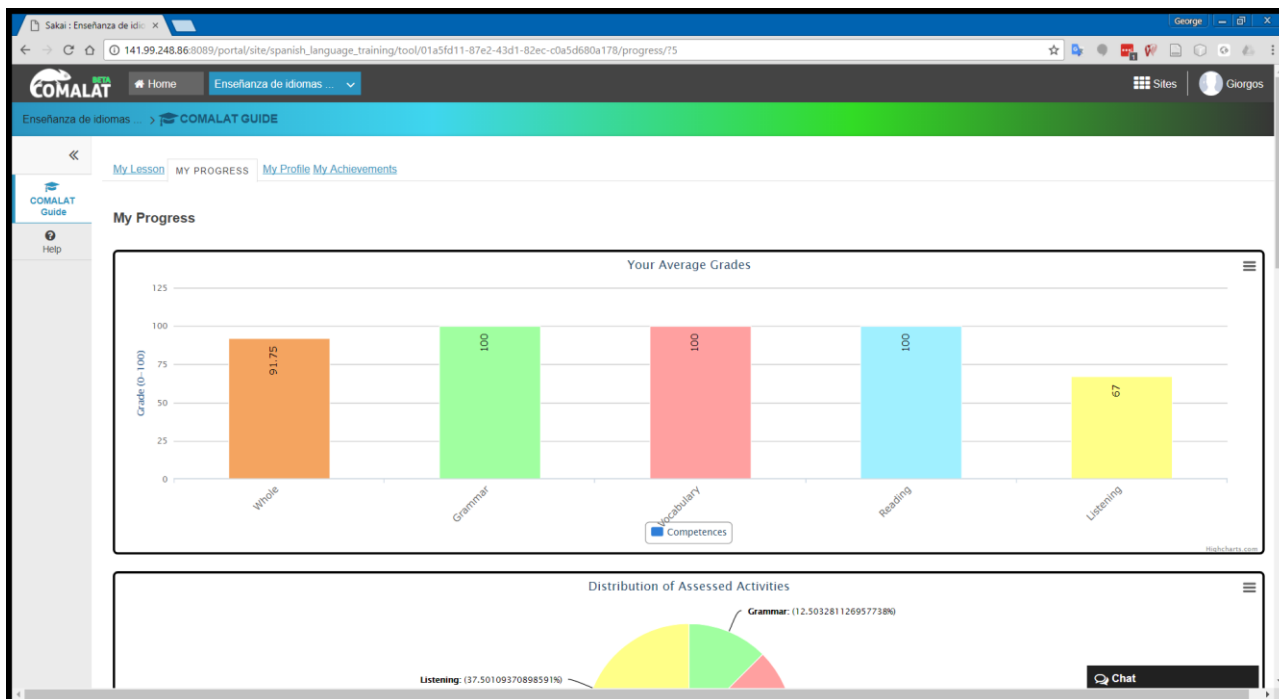 Sakai : Enseñanza de idio
George
141.99.248.86:8089/portal/site/spanish_language_training/tool/01a5fd11-87e2-43d1-82ec-c0a5d680a178/progress/?5
COMALAT BETA
Home
Enseñanza de idiomas ...
Sites
Giorgos
Enseñanza de idiomas ... > COMALAT GUIDE
COMALAT
Guide
Help
My Lesson MY PROGRESS My Profile My Achievements
My Progress
Your Average Grades
Grade (0-100)
125
100
75
50
25
0
91.75
100
100
100
67
Whole
Grammar
Vocabulary
Reading
Listening
Competences
Highcharts.com
Distribution of Assessed Activities
Grammar: (12.503281126957738%)
Listening: (37.50109370898591%)
Chat